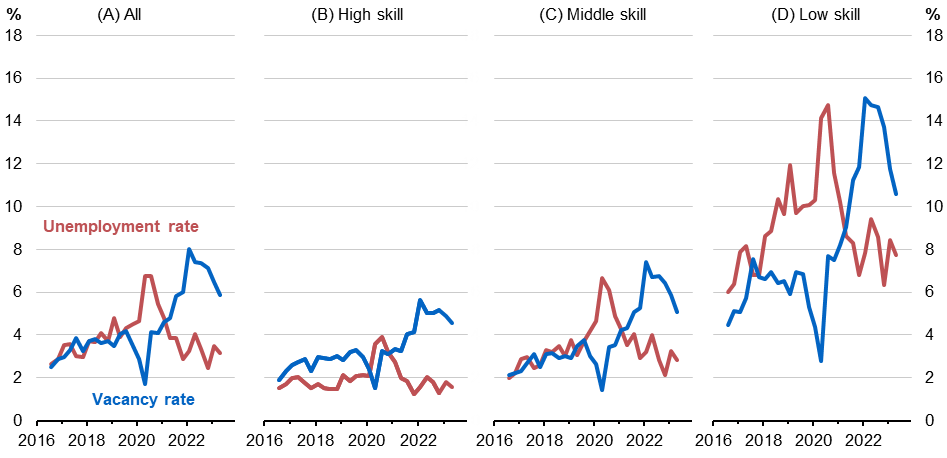 % (A) All (B) High skill (C) Middle skill (D) Low skill %
18 18
16 16
14 14
12 12
10 10
Unemployment rate
8 8
6 6
4 4
2 2
Vacancy rate
0 0
2016 2018 2020 2022 2016 2018 2020 2022 2016 2018 2020 2022 2016 2018 2020 2022